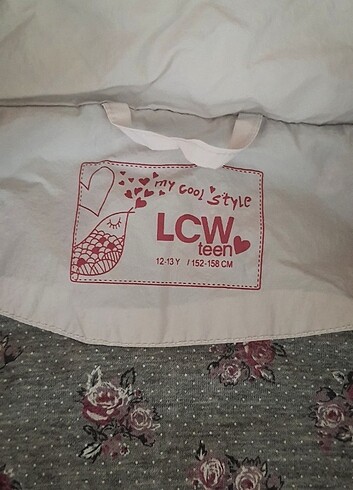 my Cool Style
LCW
teen
12-13 Y / 152-158 CM